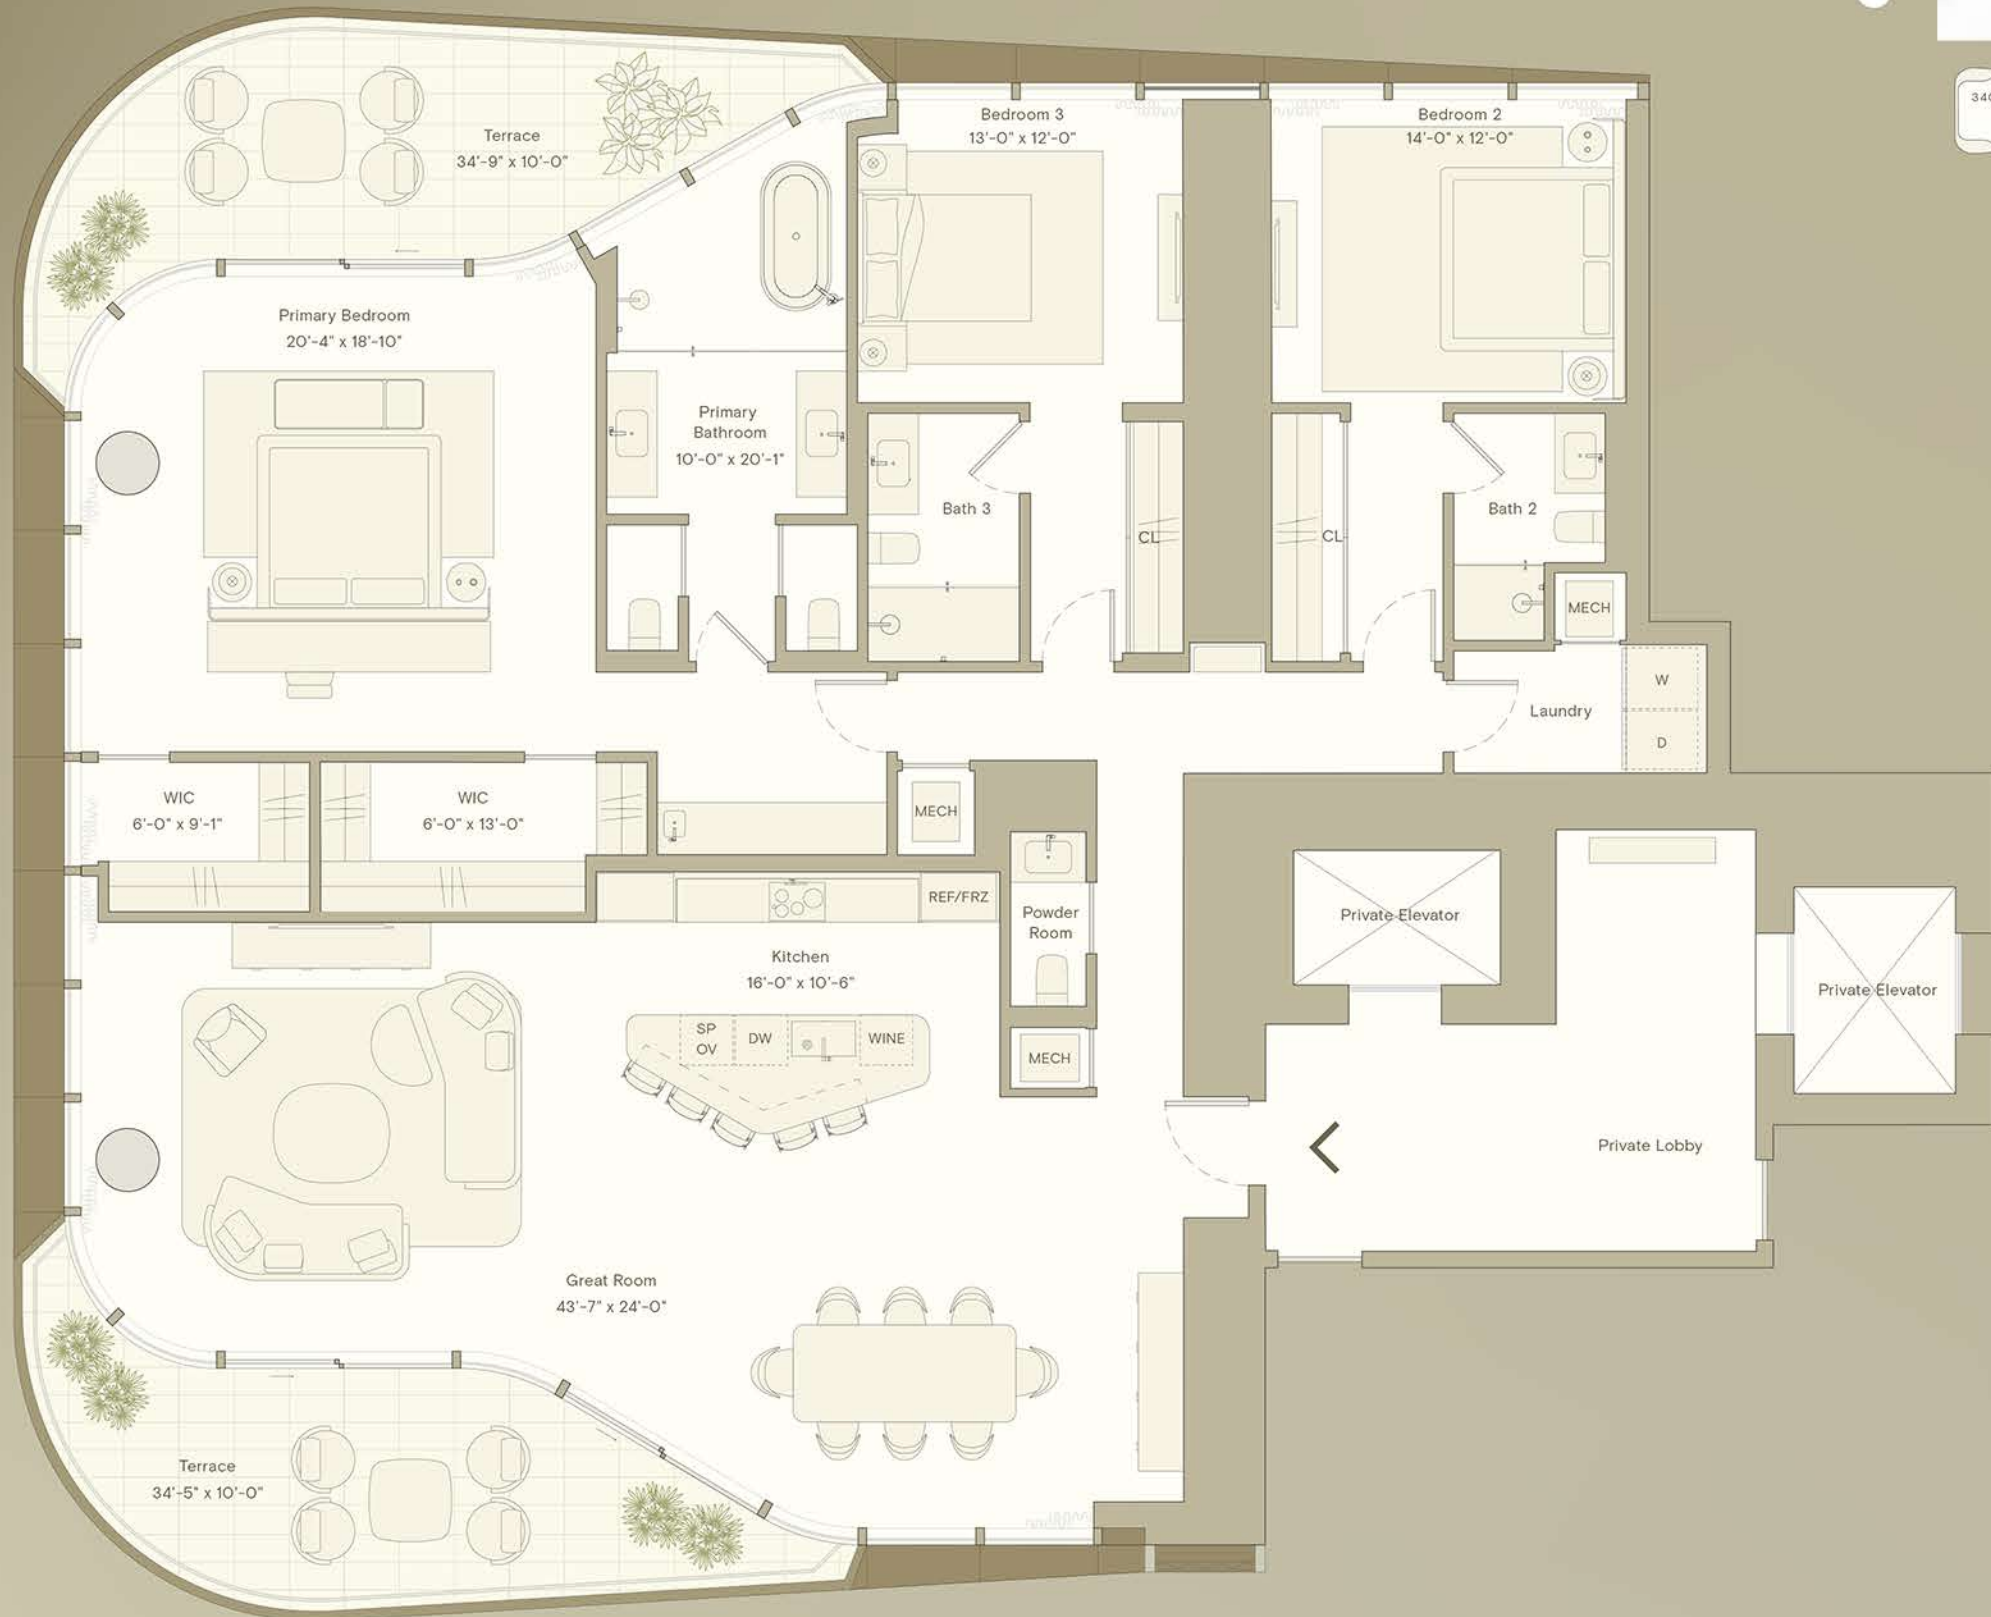 Terrace
34'-9" x 10'-0"
Bedroom 3
13'-0" x 12'-0"
Bedroom 2
14'-0" x 12'-0"
Primary Bedroom
20'-4" x 18'-10"
Primary
Bathroom
10'-0" x 20'-1"
Bath 3
CL
CL
Bath 2
MECH
W
Laundry
D
WIC
6'-0" x 9'-1"
WIC
6'-0" x 13'-0"
MECH
REF/FRZ
Powder
Room
Private Elevator
Private Elevator
Kitchen
16'-0" x 10'-6"
SP
OV
DW
WINE
MECH
Private Lobby
Great Room
43'-7" x 24'-0"
Terrace
34'-5" x 10'-0"